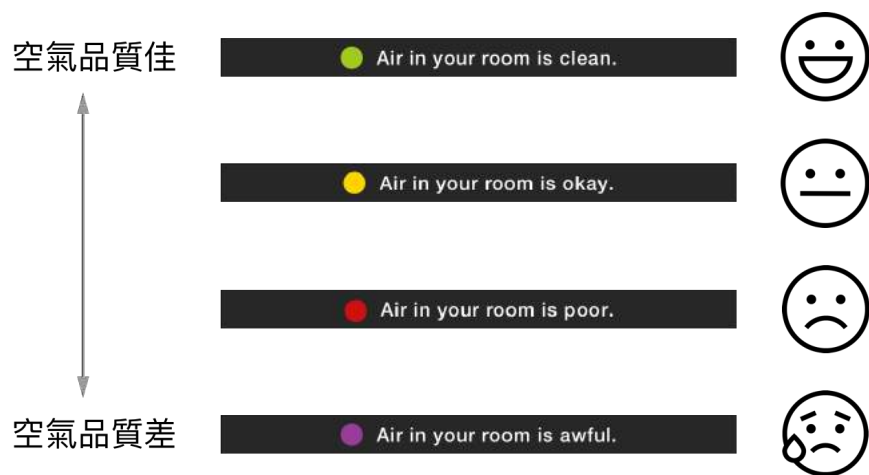 空氣品質佳
Air in your room is clean.
Air in your room is okay.
Air in your room is poor.
空氣品質差
Air in your room is awful.